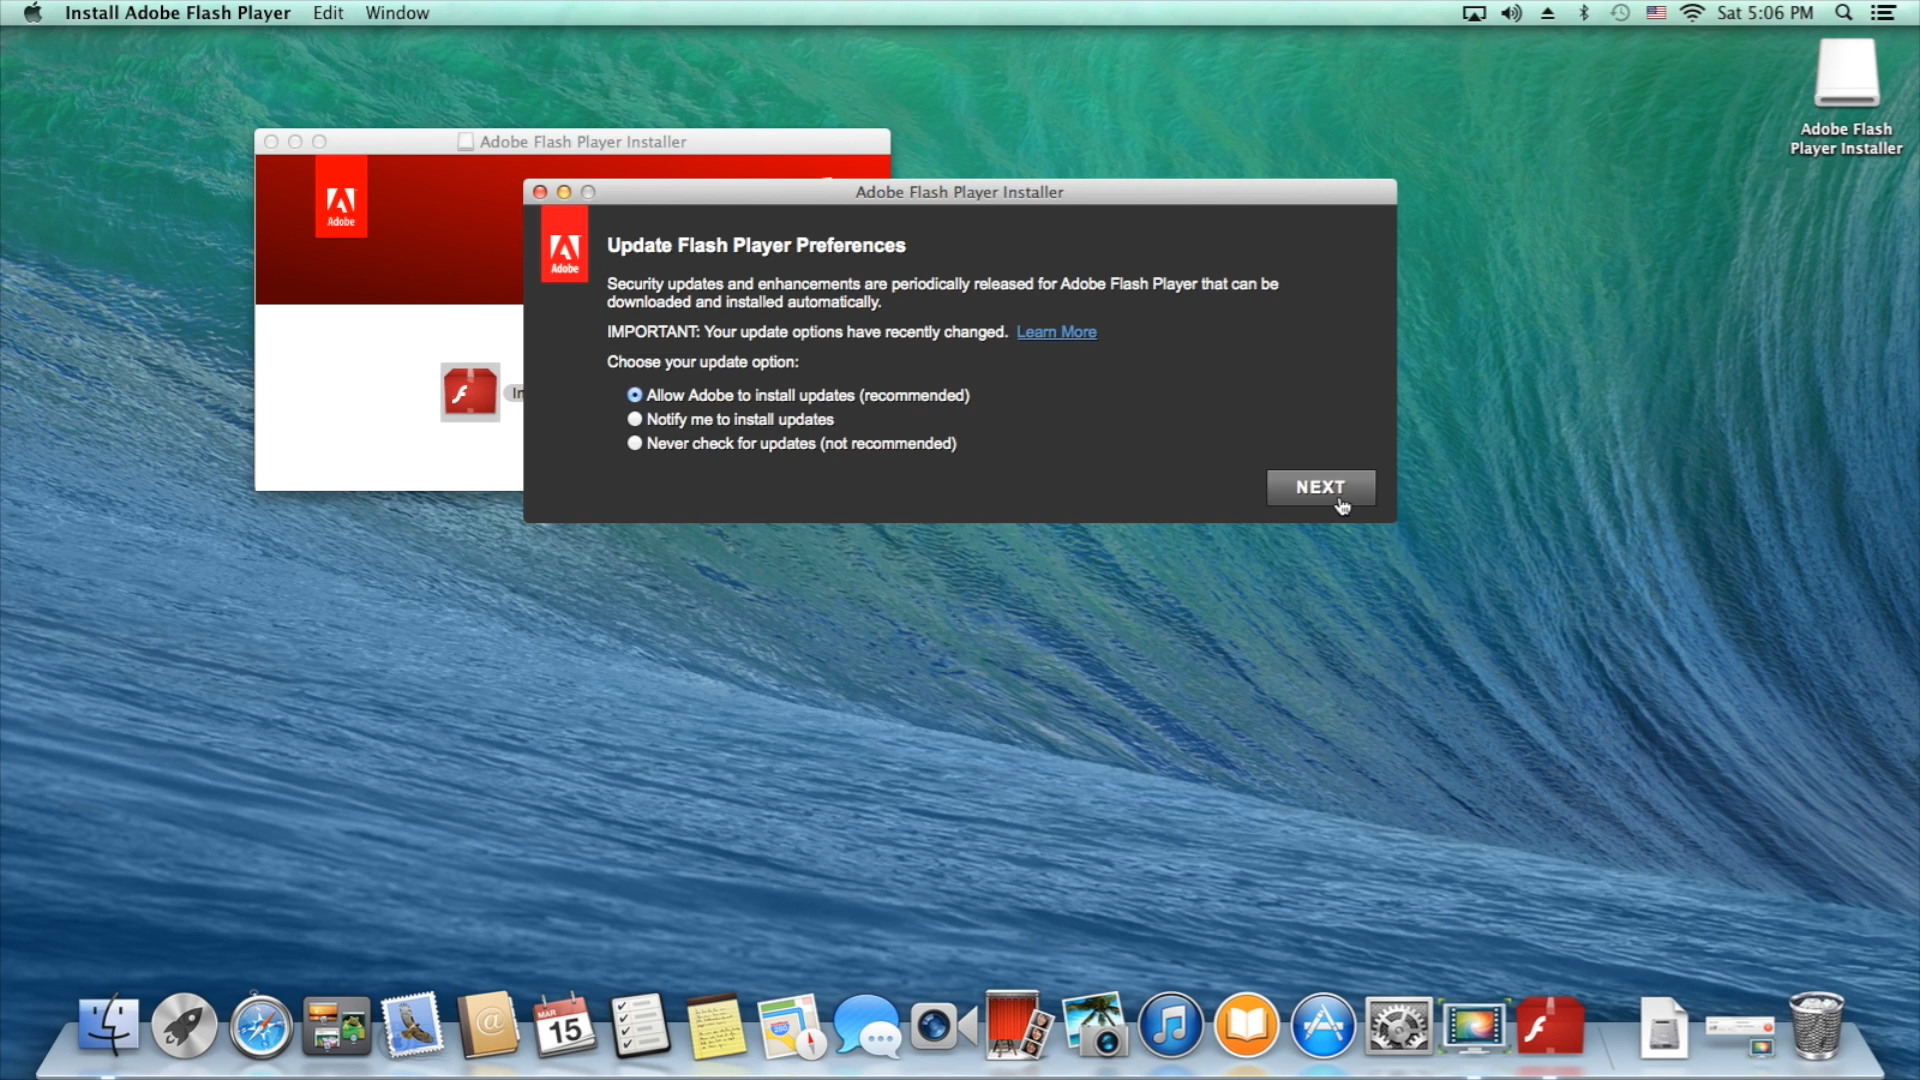 Install Adobe Flash Player Edit Window Sat 5:06 PM
Adobe Flash
Player Installer
Adobe Flash Player Installer
Adobe
In
Adobe Flash Player Installer
Adobe
Update Flash Player Preferences
Security updates and enhancements are periodically released for Adobe Flash Player that can be
downloaded and installed automatically.
IMPORTANT: Your update options have recently changed. Learn More
Choose your update option:
Allow Adobe to install updates (recommended)
Notify me to install updates
Never check for updates (not recommended)
NEXT
MAR
15
280